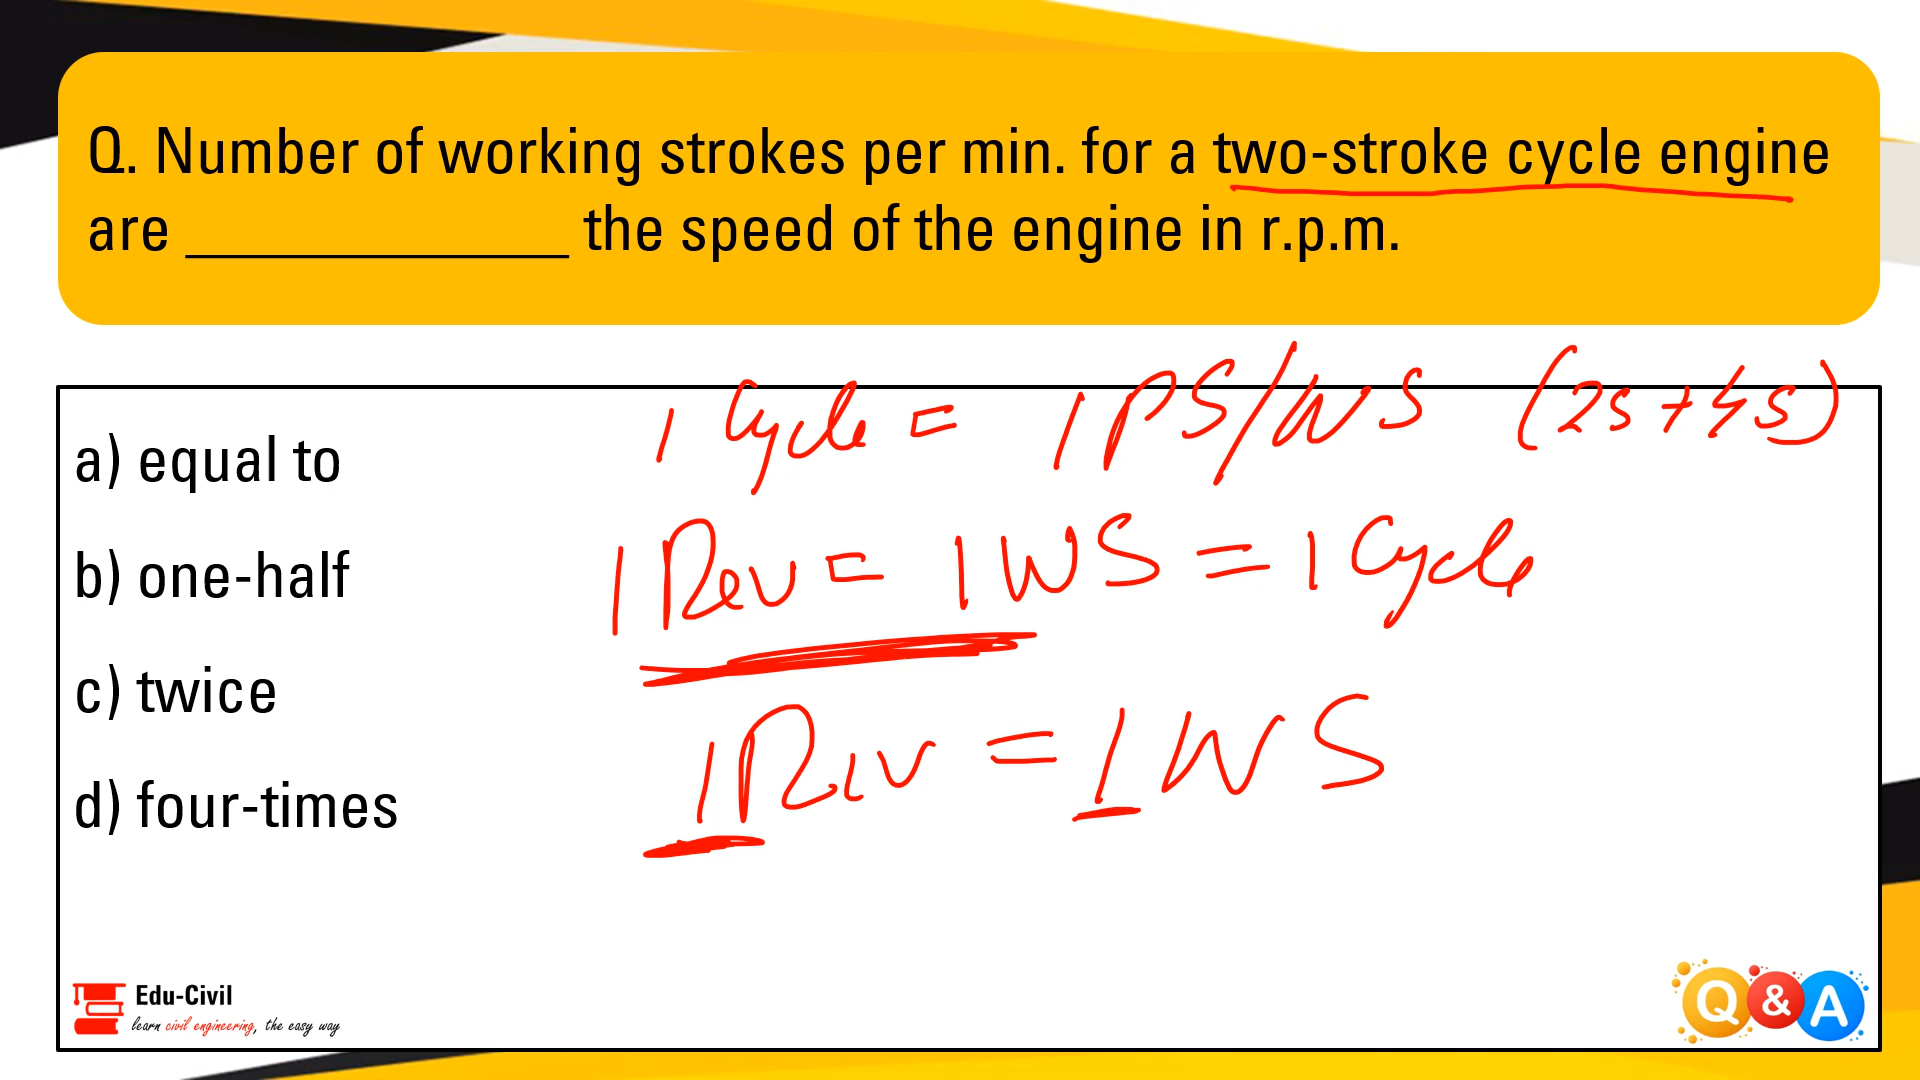 Q. Number of working strokes per min. for a two-stroke cycle engine
are ______________ the speed of the engine in r.p.m.
1 Cycle = 1 PS/WS (2s + 4s)
a) equal to
1 Rev = 1 WS = 1 Cycle
b) one-half
c) twice
1 Rev = 1 WS
d) four-times
Edu-Civil
learn civil engineering, the easy way
Q&A